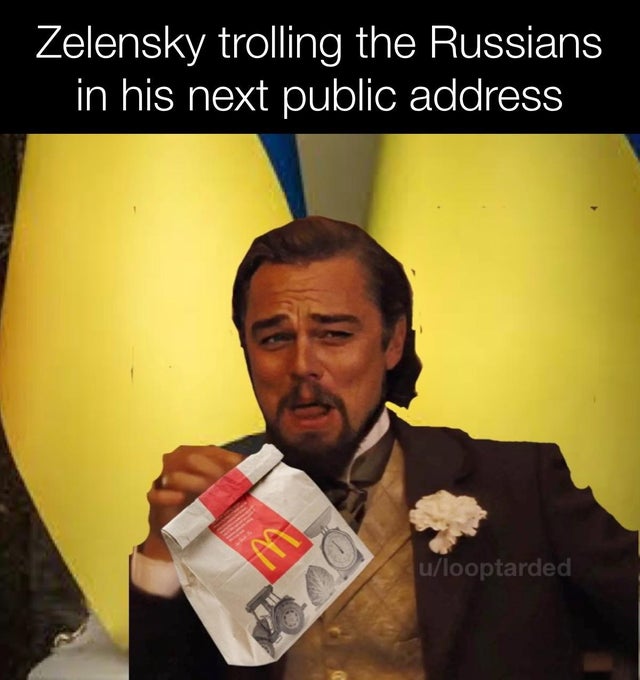 Zelensky trolling the Russians
in his next public address
M
u/looptarded